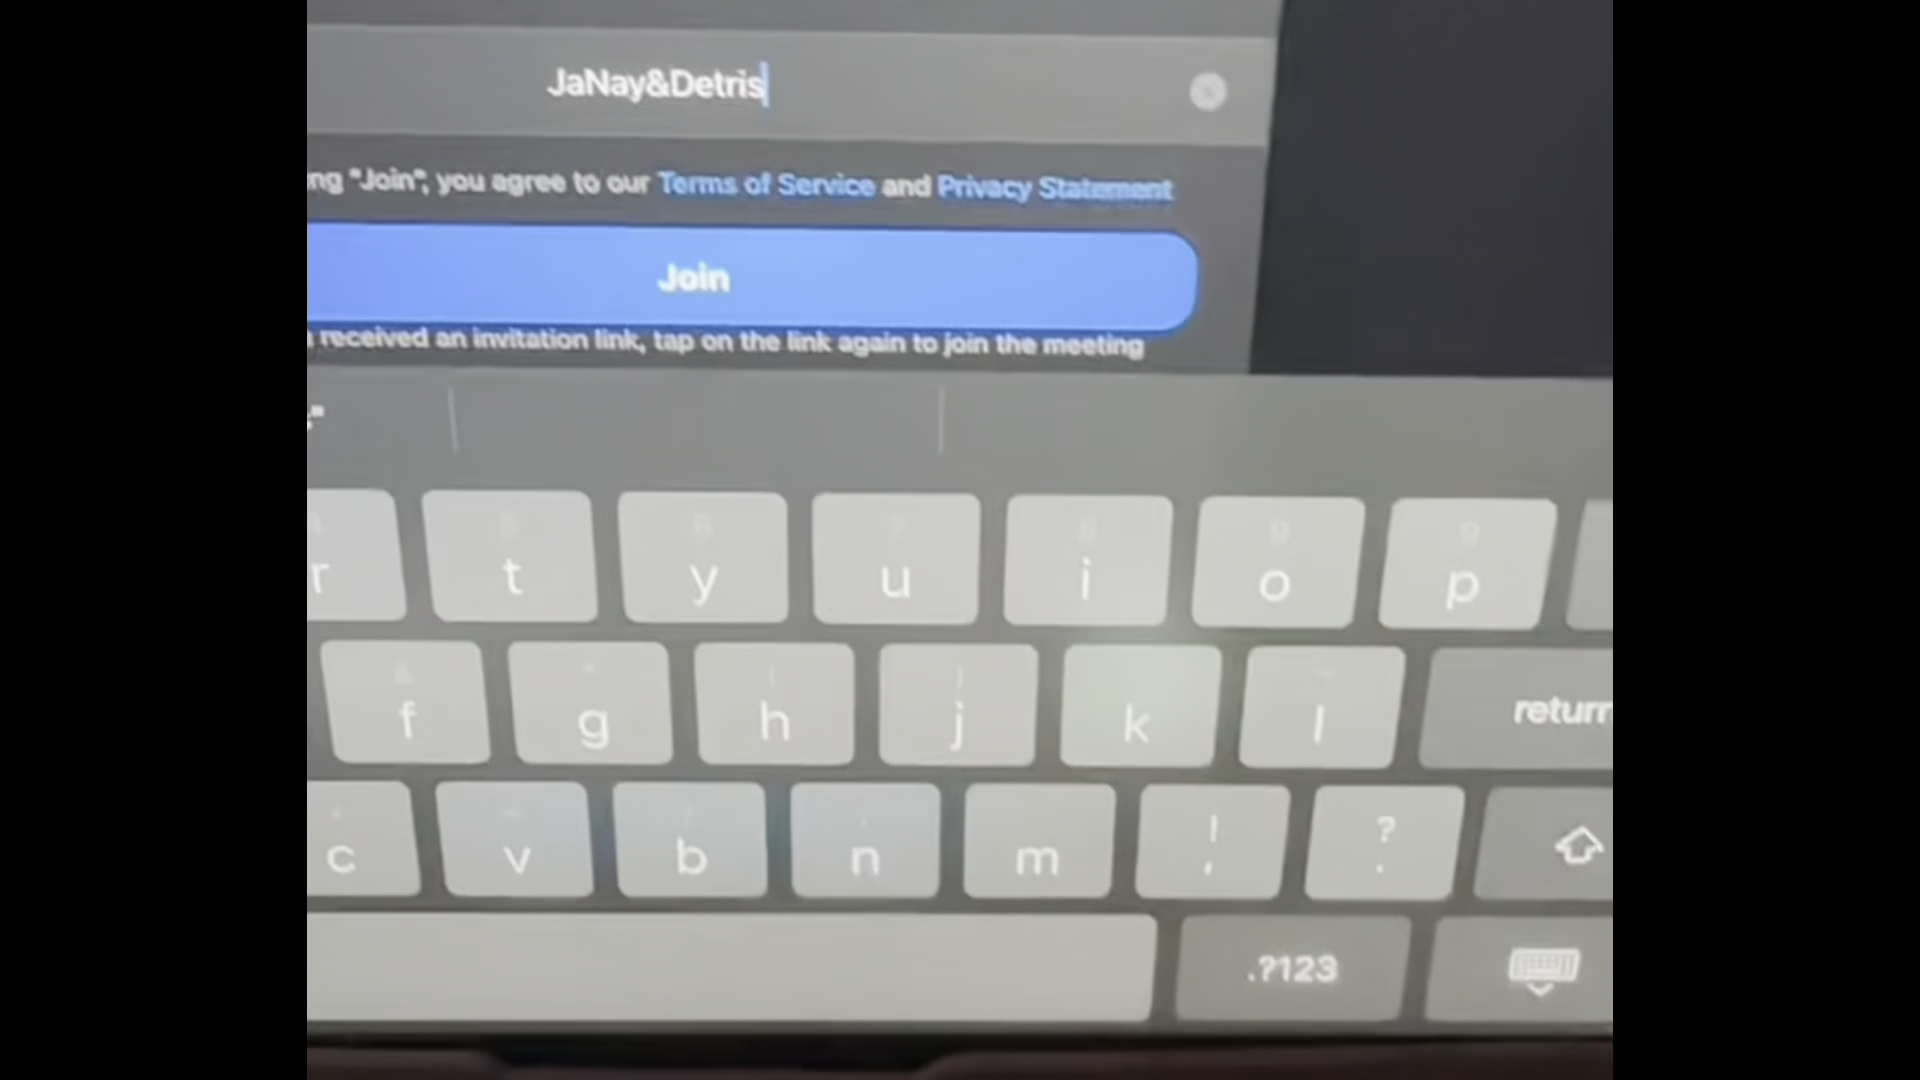 JaNay&Detris
ng "Join", you agree to our Terms of Service and Privacy Statement
Join
received an invitation link, tap on the link again to join the meeting
r t y u i o p
f g h j k l return
c v b n m ! , ? .
.?123